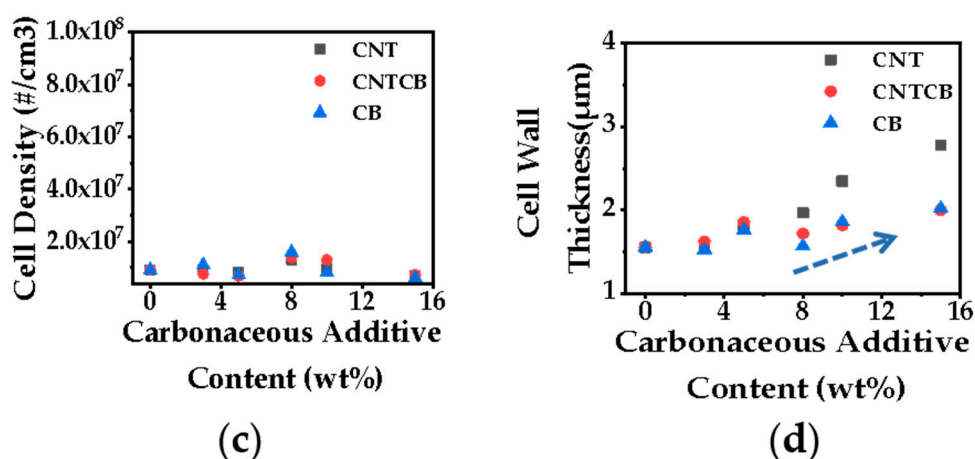 Cell Density (#/cm3)
1.0x10⁸
8.0x10⁷
6.0x10⁷
4.0x10⁷
2.0x10⁷
CNT
CNTCB
CB
0 4 8 12 16
Carbonaceous Additive
Content (wt%)
(c)
Cell Wall
Thickness(μm)
4
3
2
1
CNT
CNTCB
CB
0 4 8 12 16
Carbonaceous Additive
Content (wt%)
(d)